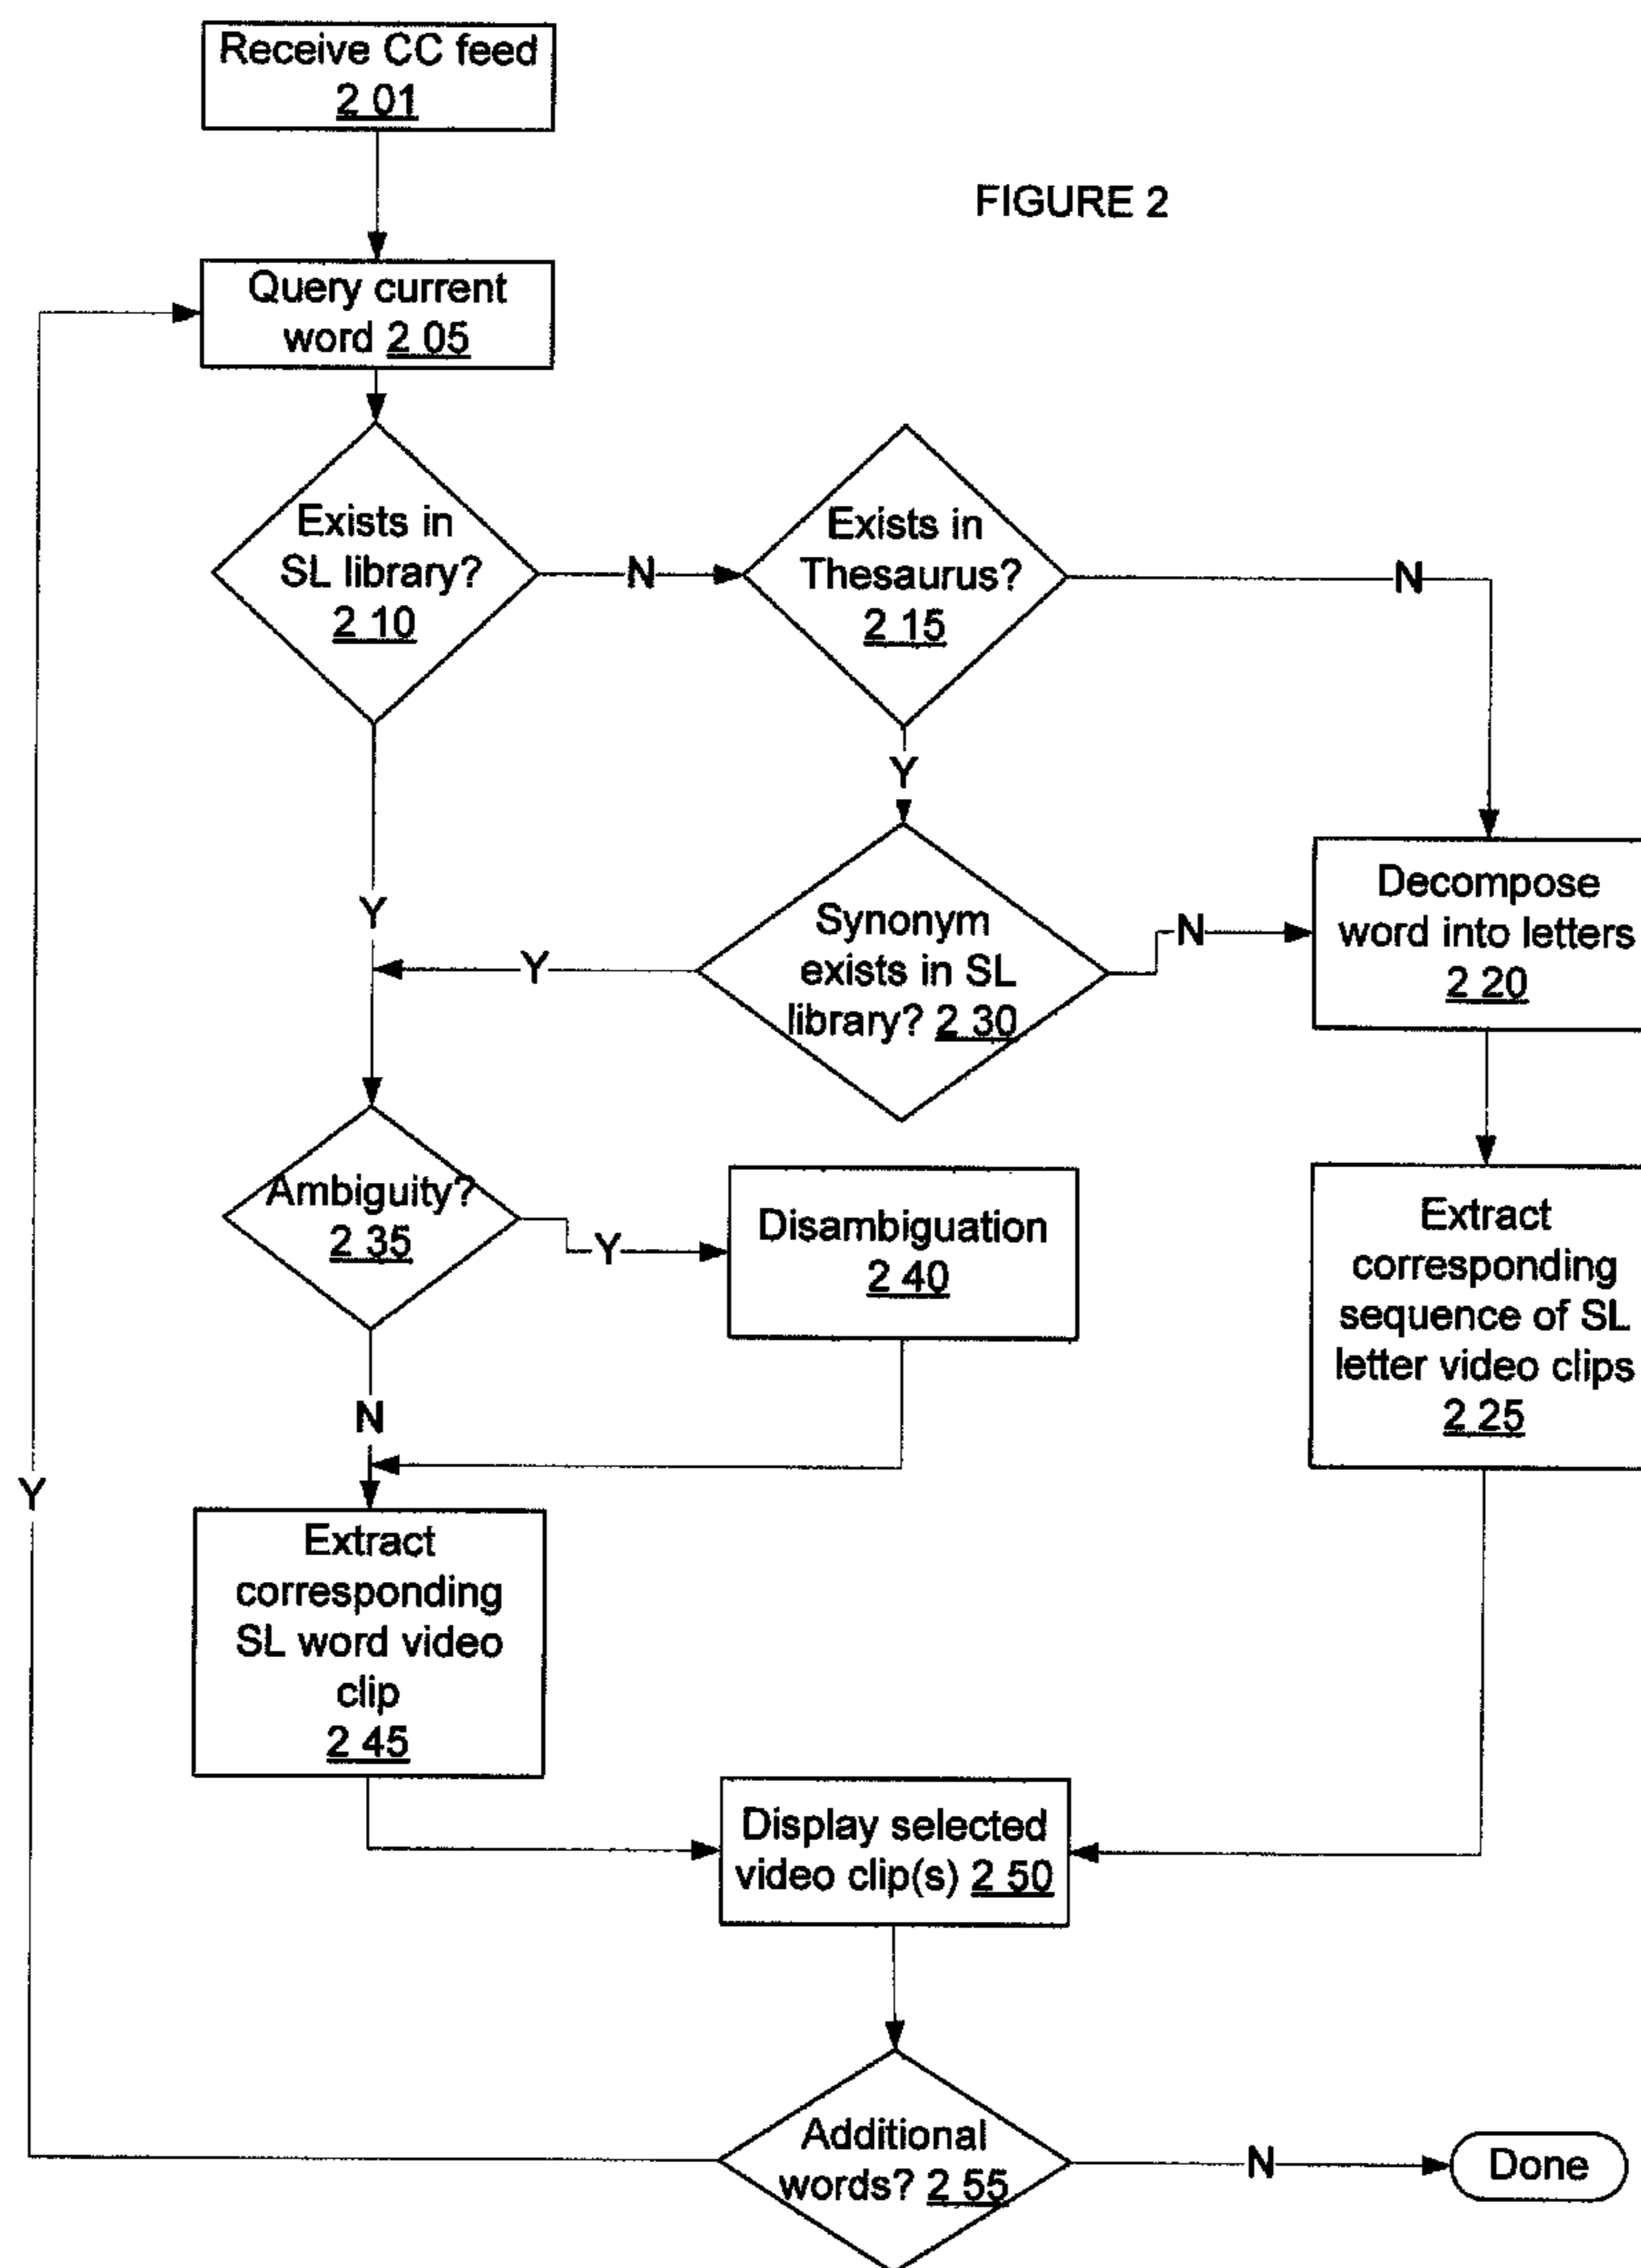 Receive CC feed
2 01
FIGURE 2
Query current
word 2 05
Exists in
SL library?
2 10
N
Exists in
Thesaurus?
2 15
N
Y
Y
Synonym
exists in SL
library? 2 30
Y
N
Decompose
word into letters
2 20
Ambiguity?
2 35
Y
Disambiguation
2 40
Extract
corresponding
sequence of SL
letter video clips
2 25
N
Y
Extract
corresponding
SL word video
clip
2 45
Display selected
video clip(s) 2 50
Additional
words? 2 55
N
Done